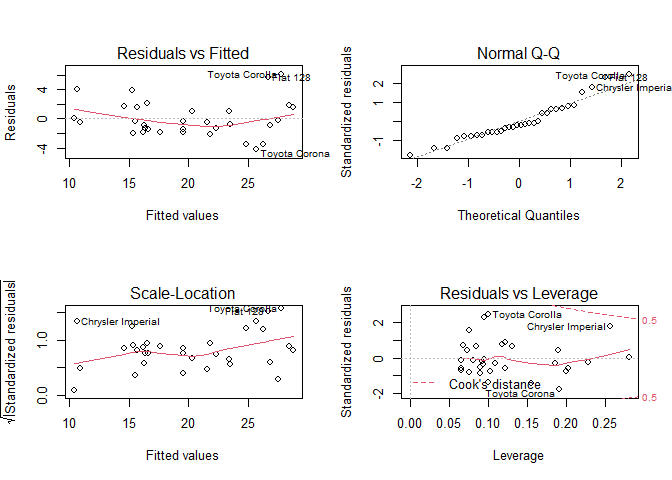 Residuals vs Fitted
Toyota Corolla
Fiat 128
Toyota Corona
Residuals
-4 0 4
10 15 20 25
Fitted values
Normal Q-Q
Toyota Corolla
Fiat 128
Chrysler Imperial
Standardized residuals
-1 1 2
-2 -1 0 1 2
Theoretical Quantiles
Scale-Location
Toyota Corolla
Fiat 128
Chrysler Imperial
√|Standardized residuals|
0.0 1.0
10 15 20 25
Fitted values
Residuals vs Leverage
Toyota Corolla
Chrysler Imperial
0.5
Cook's distance
Toyota Corona
0.5
Standardized residuals
-2 0 2
0.00 0.05 0.10 0.15 0.20 0.25
Leverage